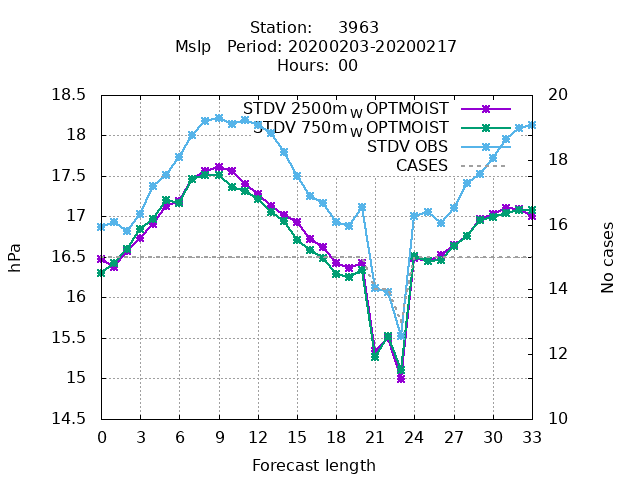 Station: 3963
Mslp Period: 20200203-20200217
Hours: 00
STDV 2500m_W OPTMOIST
STDV 750m_W OPTMOIST
STDV OBS
CASES
18.5
18
17.5
17
16.5
16
15.5
15
14.5
hPa
20
18
16
14
12
10
No cases
0 3 6 9 12 15 18 21 24 27 30 33
Forecast length